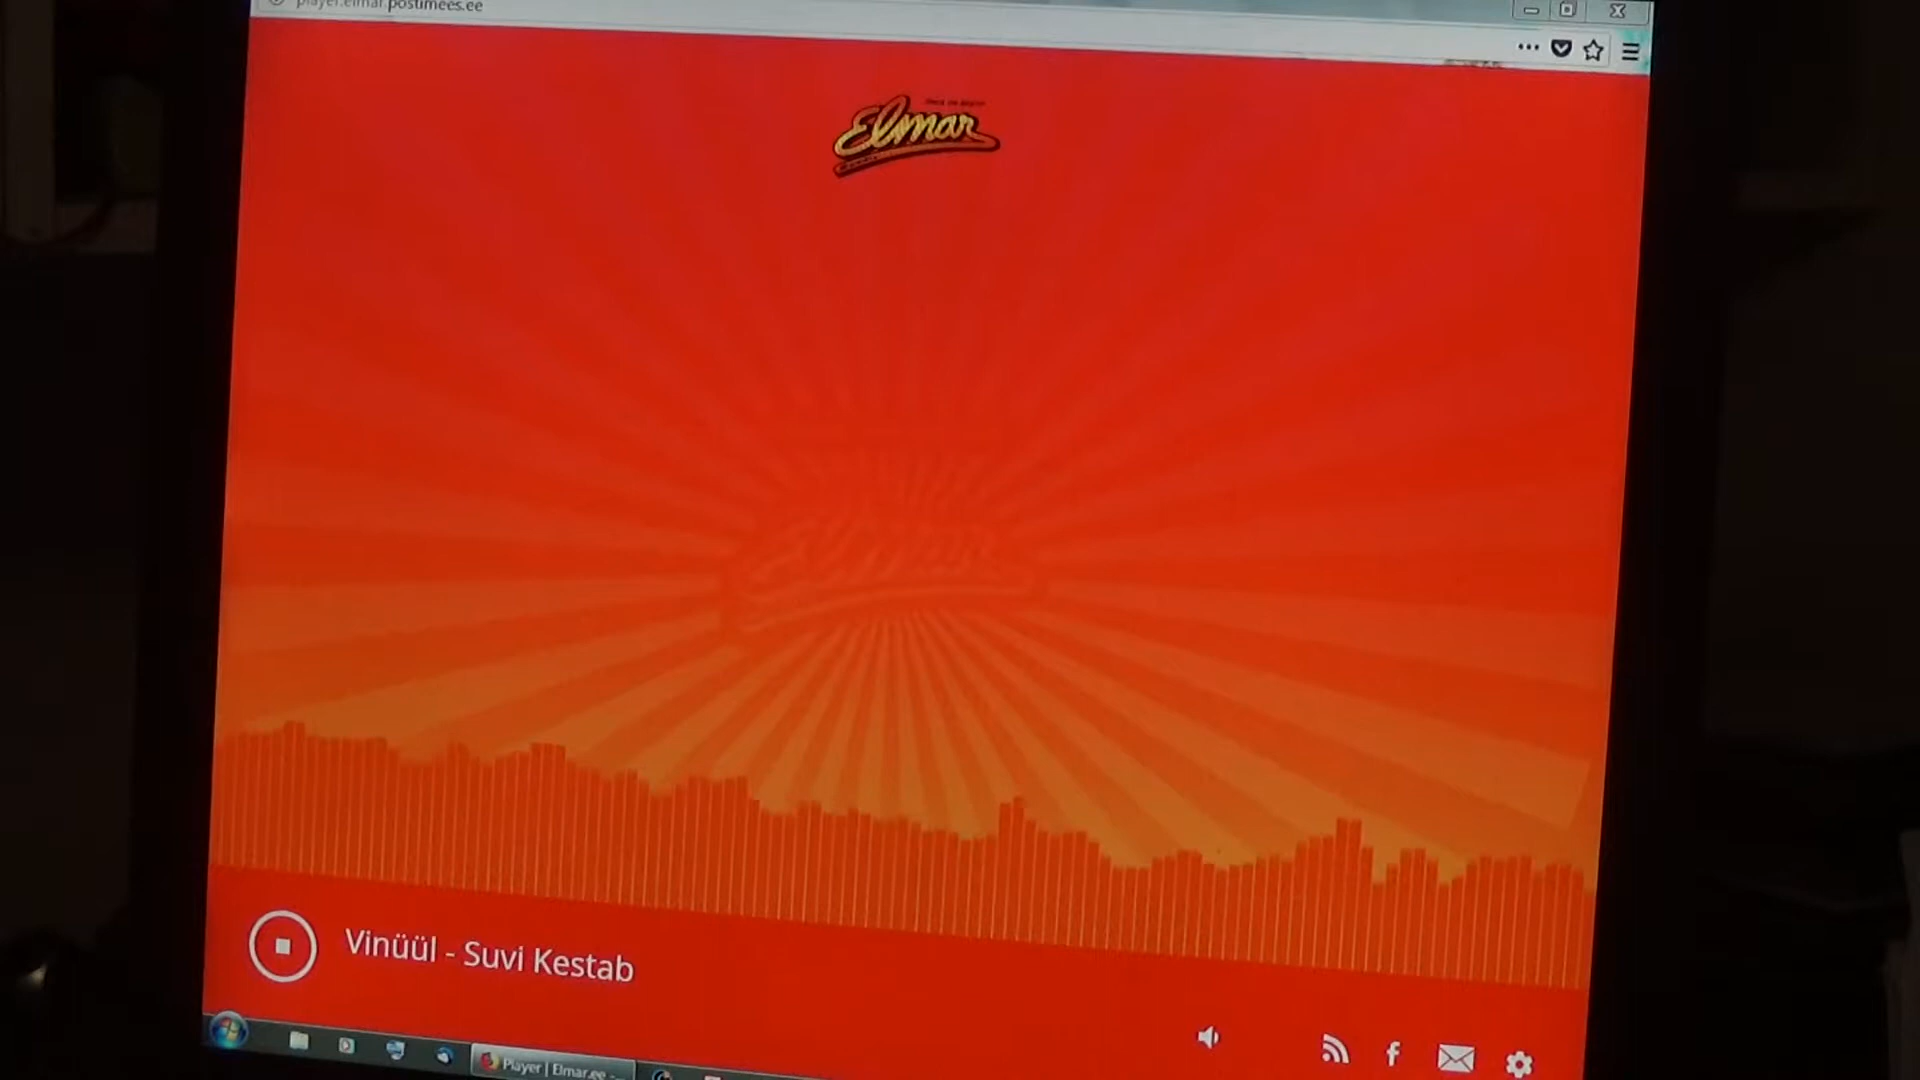 player.elmar.postimees.ee
Elmar
Vinüül - Suvi Kestab
Player | Elmar.ee -